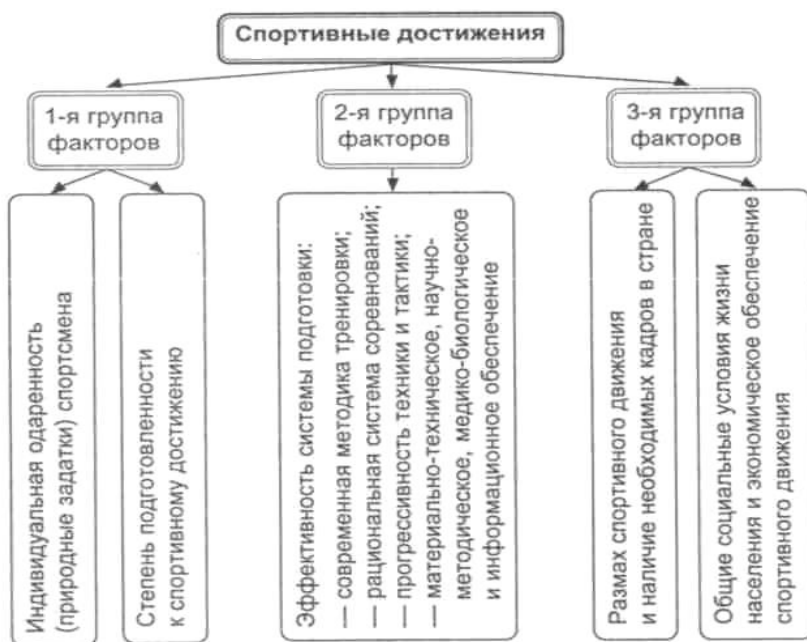 Спортивные достижения
1-я группа
факторов
2-я группа
факторов
3-я группа
факторов
Индивидуальная одаренность
(природные задатки) спортсмена
Степень подготовленности
к спортивному достижению
Эффективность системы подготовки:
— современная методика тренировки;
— рациональная система соревнований;
— прогрессивность техники и тактики;
— материально-техническое, научно-
методическое, медико-биологическое
и информационное обеспечение
Размах спортивного движения
и наличие необходимых кадров в стране
Общие социальные условия жизни
населения и экономическое обеспечение
спортивного движения